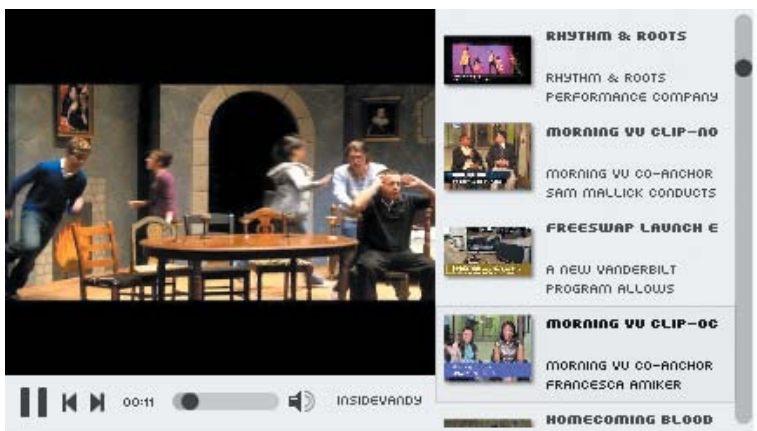 RHYTHM & ROOTS
RHYTHM & ROOTS
PERFORMANCE COMPANY
MORNING VU CLIP-NO
MORNING VU CO-ANCHOR
SAM MALLICK CONDUCTS
FREESWAP LAUNCH E
A NEW VANDERBILT
PROGRAM ALLOWS
MORNING VU CLIP-OC
MORNING VU CO-ANCHOR
FRANCESCA AMIKER
HOMECOMING BLOOD
00:11
INSIDEVANDY